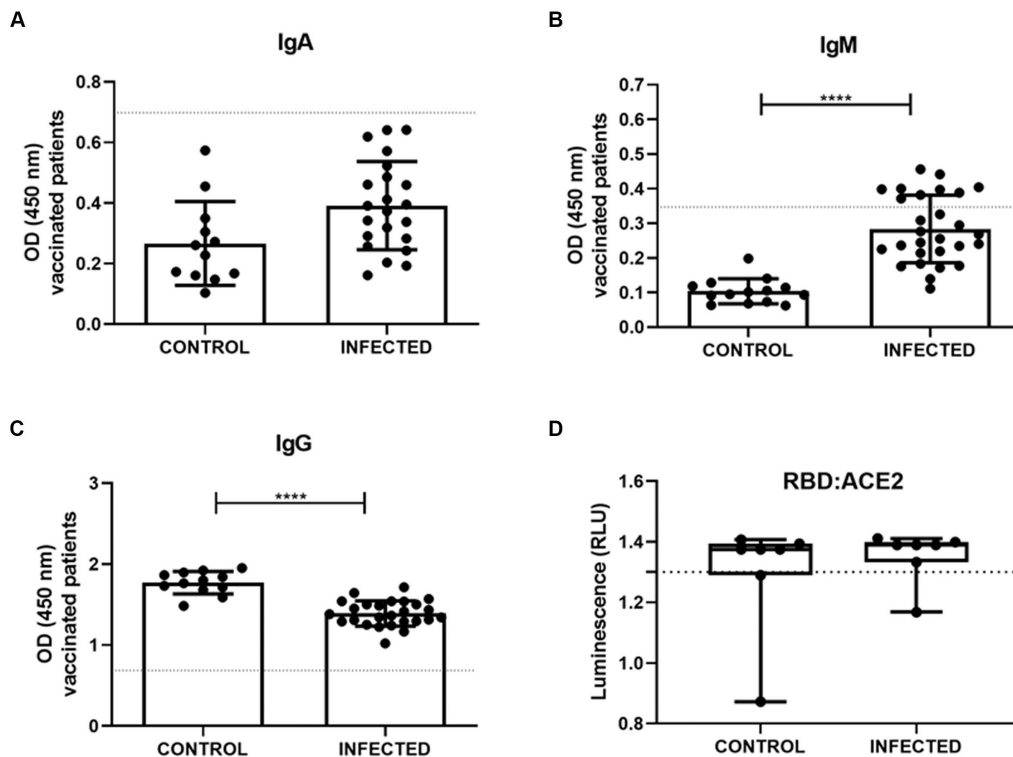 A
IgA
OD (450 nm)
vaccinated patients
0.8
0.6
0.4
0.2
0.0
CONTROL
INFECTED
B
IgM
OD (450 nm)
vaccinated patients
0.7
0.6
0.5
0.4
0.3
0.2
0.1
0.0
****
CONTROL
INFECTED
C
IgG
OD (450 nm)
vaccinated patients
3
2
1
0
****
CONTROL
INFECTED
D
RBD:ACE2
Luminescence (RLU)
1.6
1.4
1.2
1.0
0.8
CONTROL
INFECTED